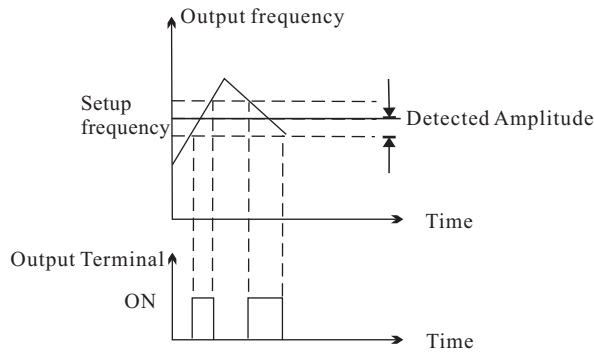 Output frequency
Setup
frequency
Detected Amplitude
Time
Output Terminal
ON
Time